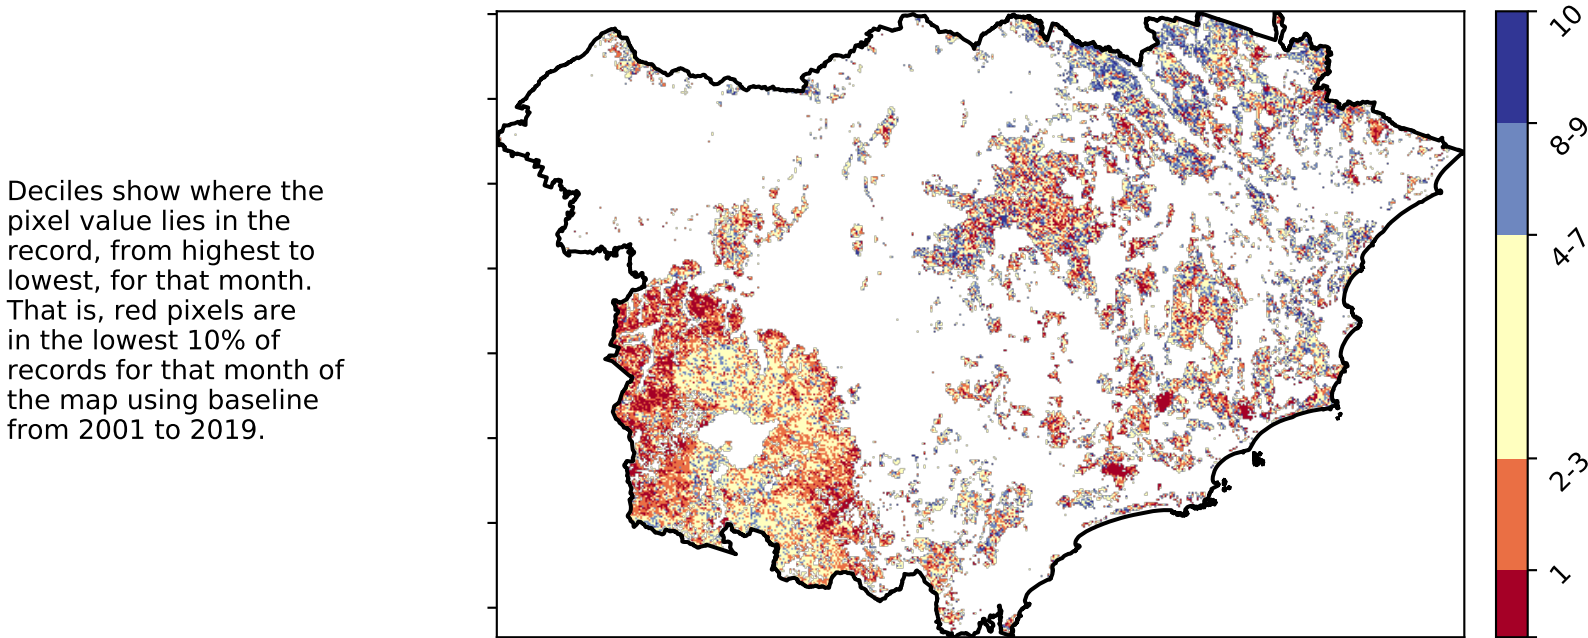 Deciles show where the
pixel value lies in the
record, from highest to
lowest, for that month.
That is, red pixels are
in the lowest 10% of
records for that month of
the map using baseline
from 2001 to 2019.
10
8-9
4-7
2-3
1